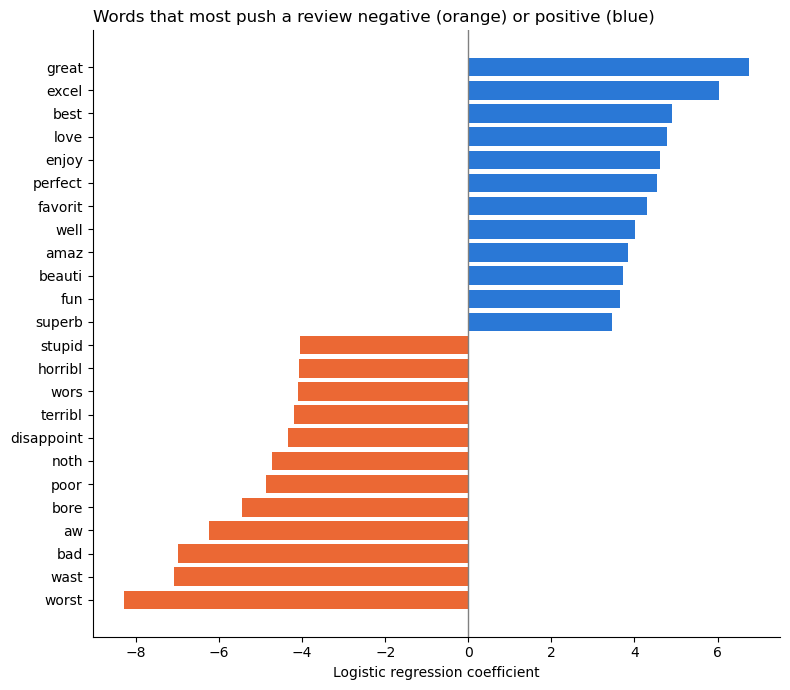 Words that most push a review negative (orange) or positive (blue)
great
excel
best
love
enjoy
perfect
favorit
well
amaz
beauti
fun
superb
stupid
horribl
wors
terribl
disappoint
noth
poor
bore
aw
bad
wast
worst
−8 −6 −4 −2 0 2 4 6
Logistic regression coefficient